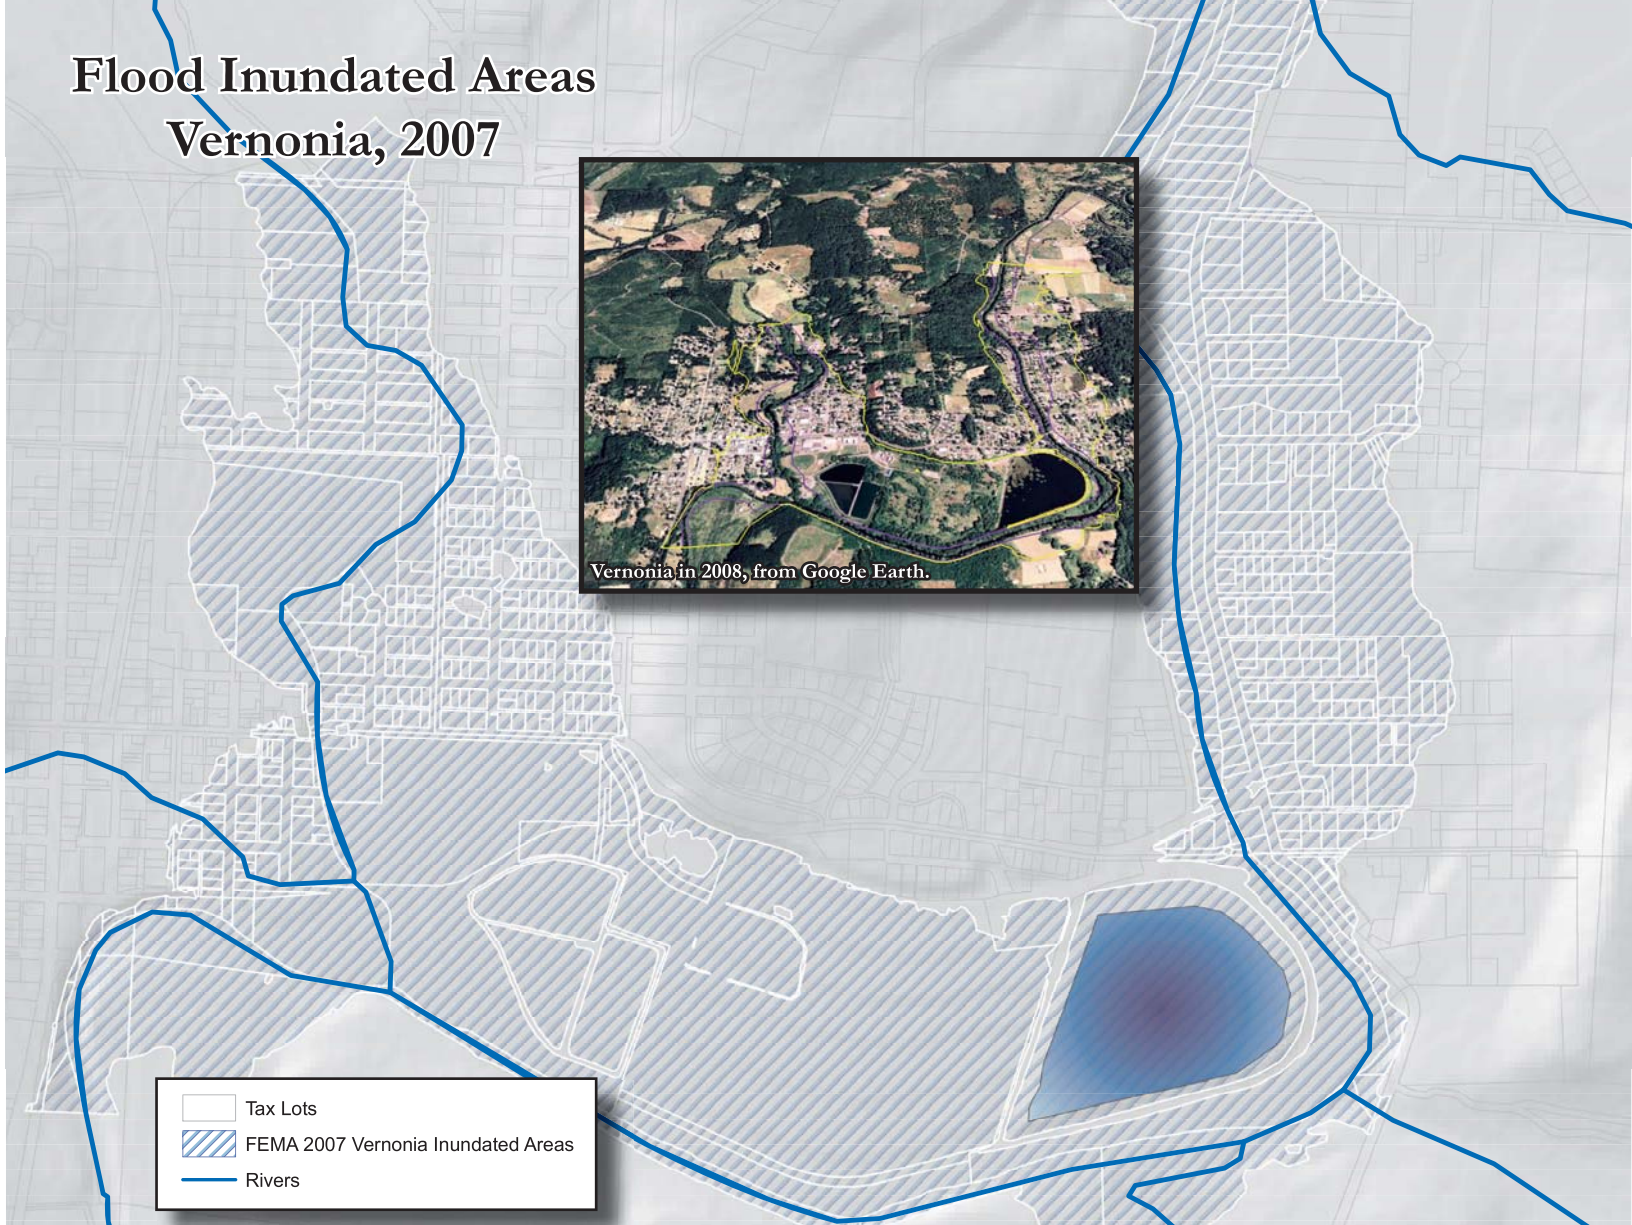 Flood Inundated Areas
Vernonia, 2007
Vernonia in 2008, from Google Earth.
Tax Lots
FEMA 2007 Vernonia Inundated Areas
Rivers